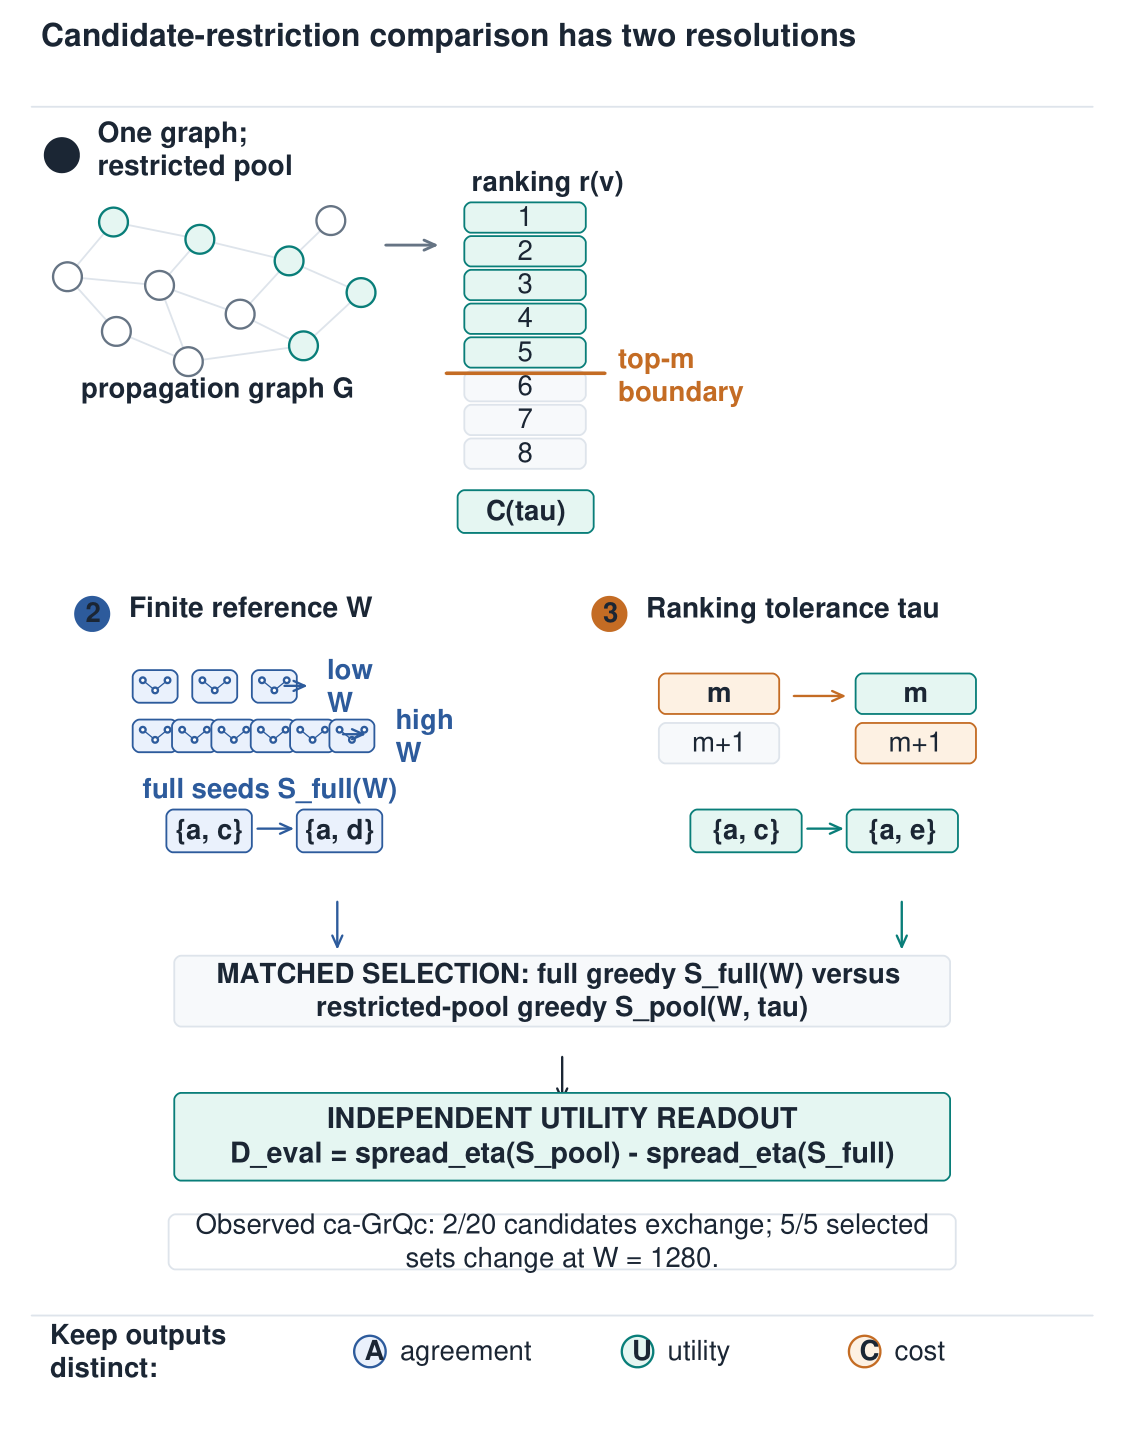 Candidate-restriction comparison has two resolutions
One graph;
restricted pool
ranking r(v)
1
2
3
4
5
6
7
8
top-m
boundary
propagation graph G
C(tau)
2 Finite reference W
low
W
high
W
full seeds S_full(W)
{a, c} {a, d}
3 Ranking tolerance tau
m m
m+1 m+1
{a, c} {a, e}
MATCHED SELECTION: full greedy S_full(W) versus
restricted-pool greedy S_pool(W, tau)
INDEPENDENT UTILITY READOUT
D_eval = spread_eta(S_pool) - spread_eta(S_full)
Observed ca-GrQc: 2/20 candidates exchange; 5/5 selected
sets change at W = 1280.
Keep outputs
distinct:
A agreement
U utility
C cost